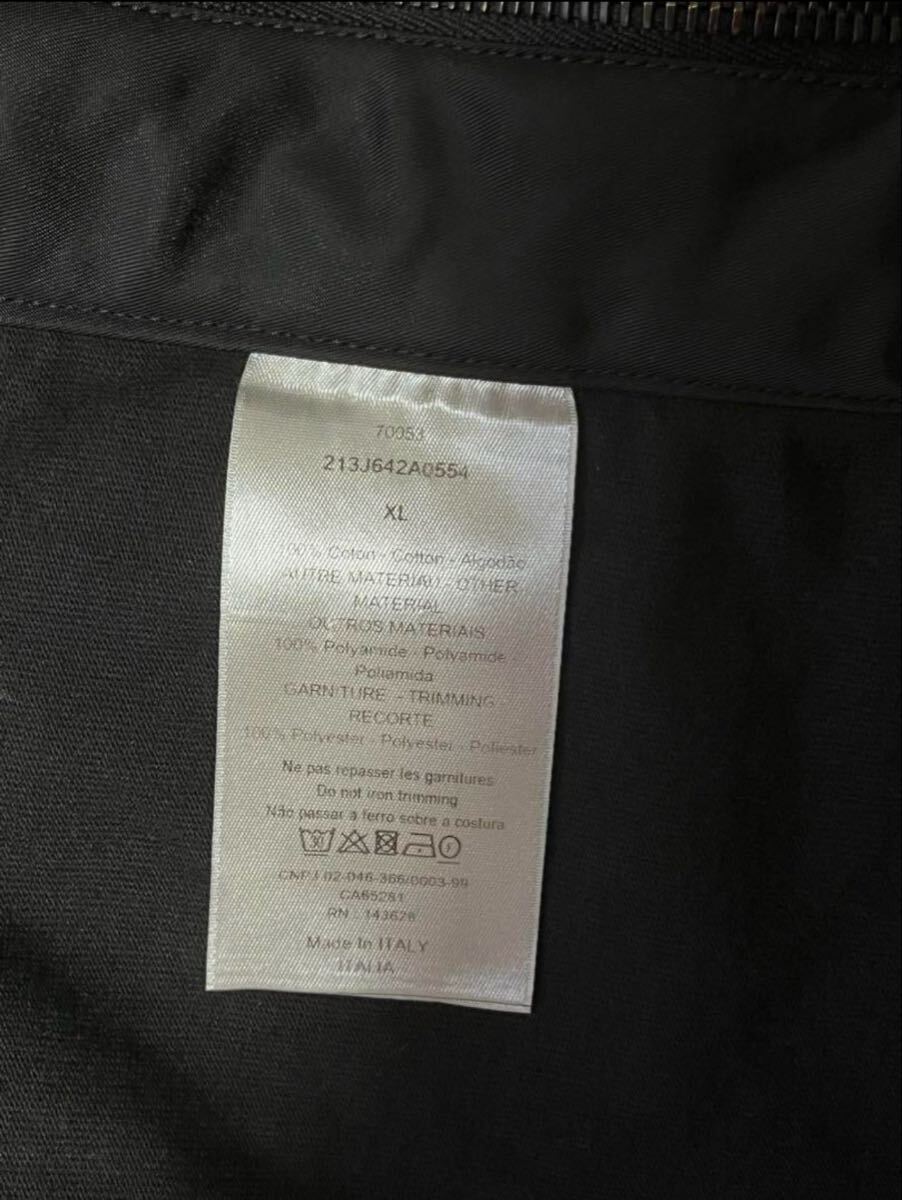 70053
213J642A0554
XL
100% Coton - Cotton - Algodão
AUTRE MATERIAU - OTHER
MATERIAL
OUTROS MATERIAIS
100% Polyamide - Polyamide
Poliamida
GARNITURE - TRIMMING -
RECORTE
100% Polyester - Polyester - Poliéster
Ne pas repasser les garnitures
Do not iron trimming
Não passar a ferro sobre a costura
CNPJ 02-046-366/0003-99
CA65281
RN : 143628
Made In ITALY
ITALIA